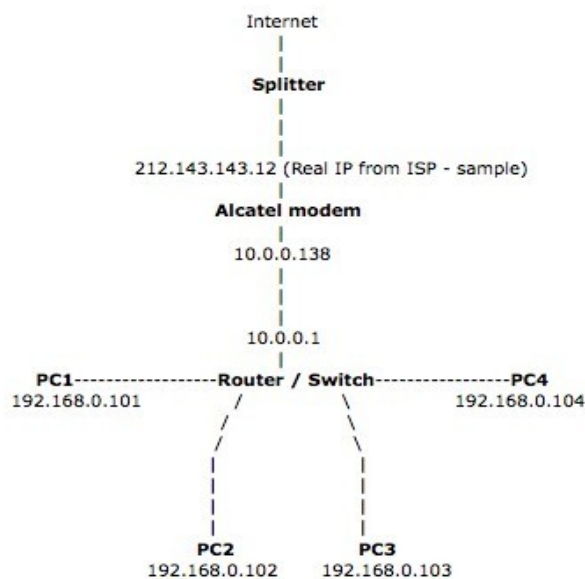 Internet
Splitter
212.143.143.12 (Real IP from ISP - sample)
Alcatel modem
10.0.0.138
10.0.0.1
PC1---------------------Router / Switch--------------------PC4
192.168.0.101
192.168.0.104
PC2
PC3
192.168.0.102
192.168.0.103